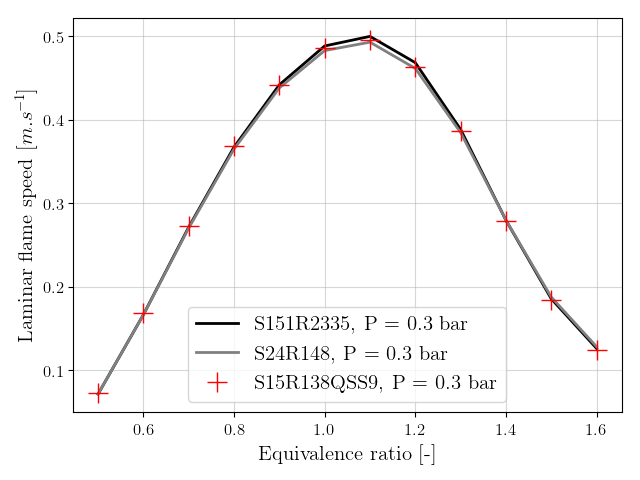 0.5
0.4
0.3
0.2
0.1
Laminar flame speed [m.s⁻¹]
S151R2335, P = 0.3 bar
S24R148, P = 0.3 bar
S15R138QSS9, P = 0.3 bar
0.6 0.8 1.0 1.2 1.4 1.6
Equivalence ratio [-]